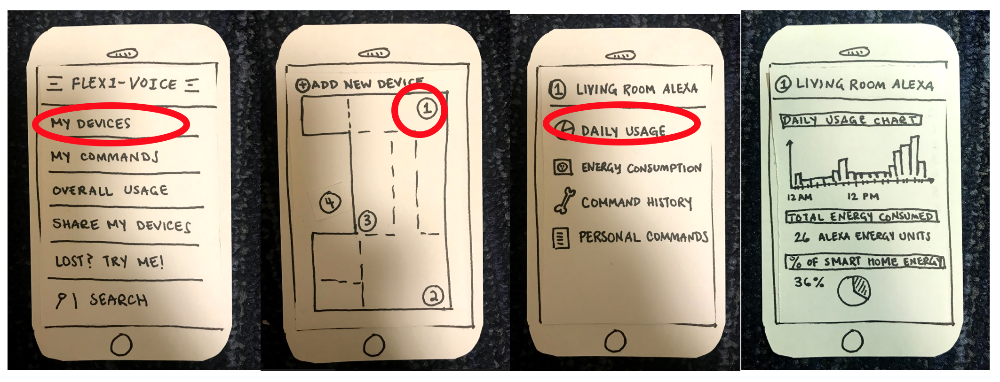 FLEXI-VOICE
MY DEVICES
MY COMMANDS
OVERALL USAGE
SHARE MY DEVICES
LOST? TRY ME!
SEARCH
+ ADD NEW DEVICE
1
4
3
2
1 LIVING ROOM ALEXA
DAILY USAGE
ENERGY CONSUMPTION
COMMAND HISTORY
PERSONAL COMMANDS
1 LIVING ROOM ALEXA
DAILY USAGE CHART
12 AM 12 PM
TOTAL ENERGY CONSUMED
26 ALEXA ENERGY UNITS
% OF SMART HOME ENERGY
36%